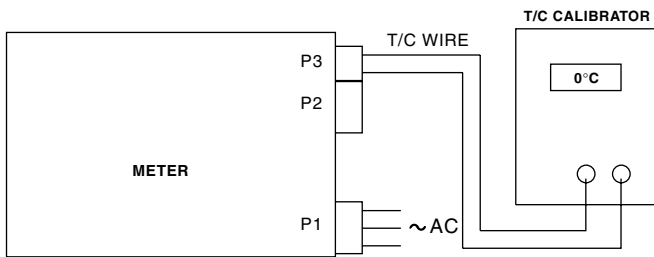 T/C CALIBRATOR
T/C WIRE
P3
0°C
P2
METER
P1
~AC